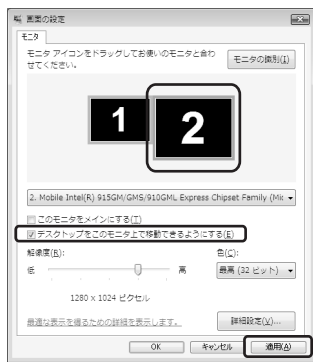 画面の設定
モニタ
モニタ アイコンをドラッグしてお使いのモニタと合わ
せてください。
モニタの識別(I)
1
2
2. Mobile Intel(R) 915GM/GMS/910GML Express Chipset Family (Mic
このモニタをメインにする(T)
デスクトップをこのモニタ上で移動できるようにする(E)
解像度(R):
色(C):
低
高
最高 (32 ビット)
1280 x 1024 ピクセル
最適な表示を得るための詳細を表示します。
詳細設定(V)...
OK
キャンセル
適用(A)